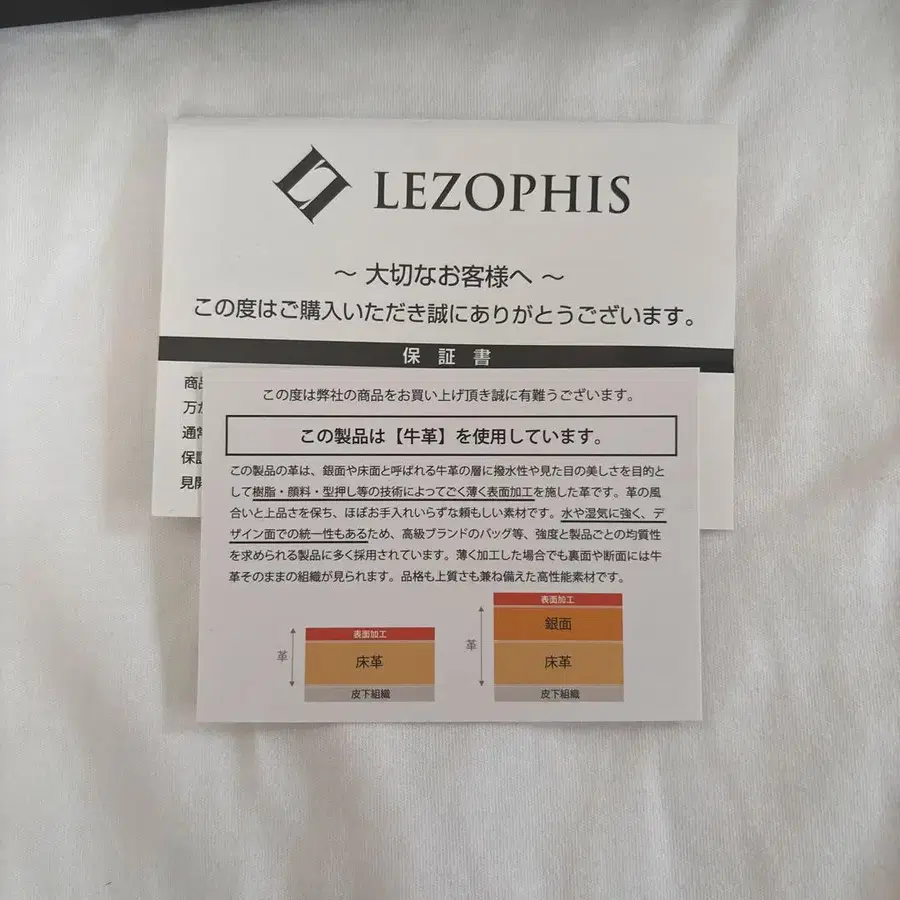 LEZOPHIS
～ 大切なお客様へ ～
この度はご購入いただき誠にありがとうございます。
保証書
商品
万が
通常
保証
見開
この度は弊社の商品をお買い上げ頂き誠に有難うございます。
この製品は【牛革】を使用しています。
この製品の革は、銀面や床面と呼ばれる牛革の層に撥水性や見た目の美しさを目的と
して樹脂・顔料・型押し等の技術によってごく薄く表面加工を施した革です。革の風
合いと上品さを保ち、ほぼお手入れいらずな頼もしい素材です。水や湿気に強く、デ
ザイン面での統一性もあるため、高級ブランドのバッグ等、強度と製品ごとの均質性
を求められる製品に多く採用されています。薄く加工した場合でも裏面や断面には牛
革そのままの組織が見られます。品格も上質さも兼ね備えた高性能素材です。
革
表面加工
床革
皮下組織
革
表面加工
銀面
床革
皮下組織